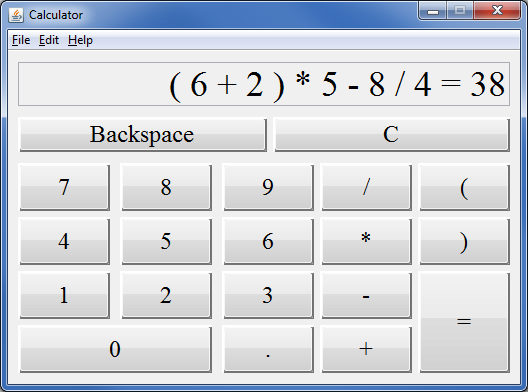 Calculator
File Edit Help
( 6 + 2 ) * 5 - 8 / 4 = 38
Backspace C
7 8 9 / (
4 5 6 * )
1 2 3 - =
0 . +